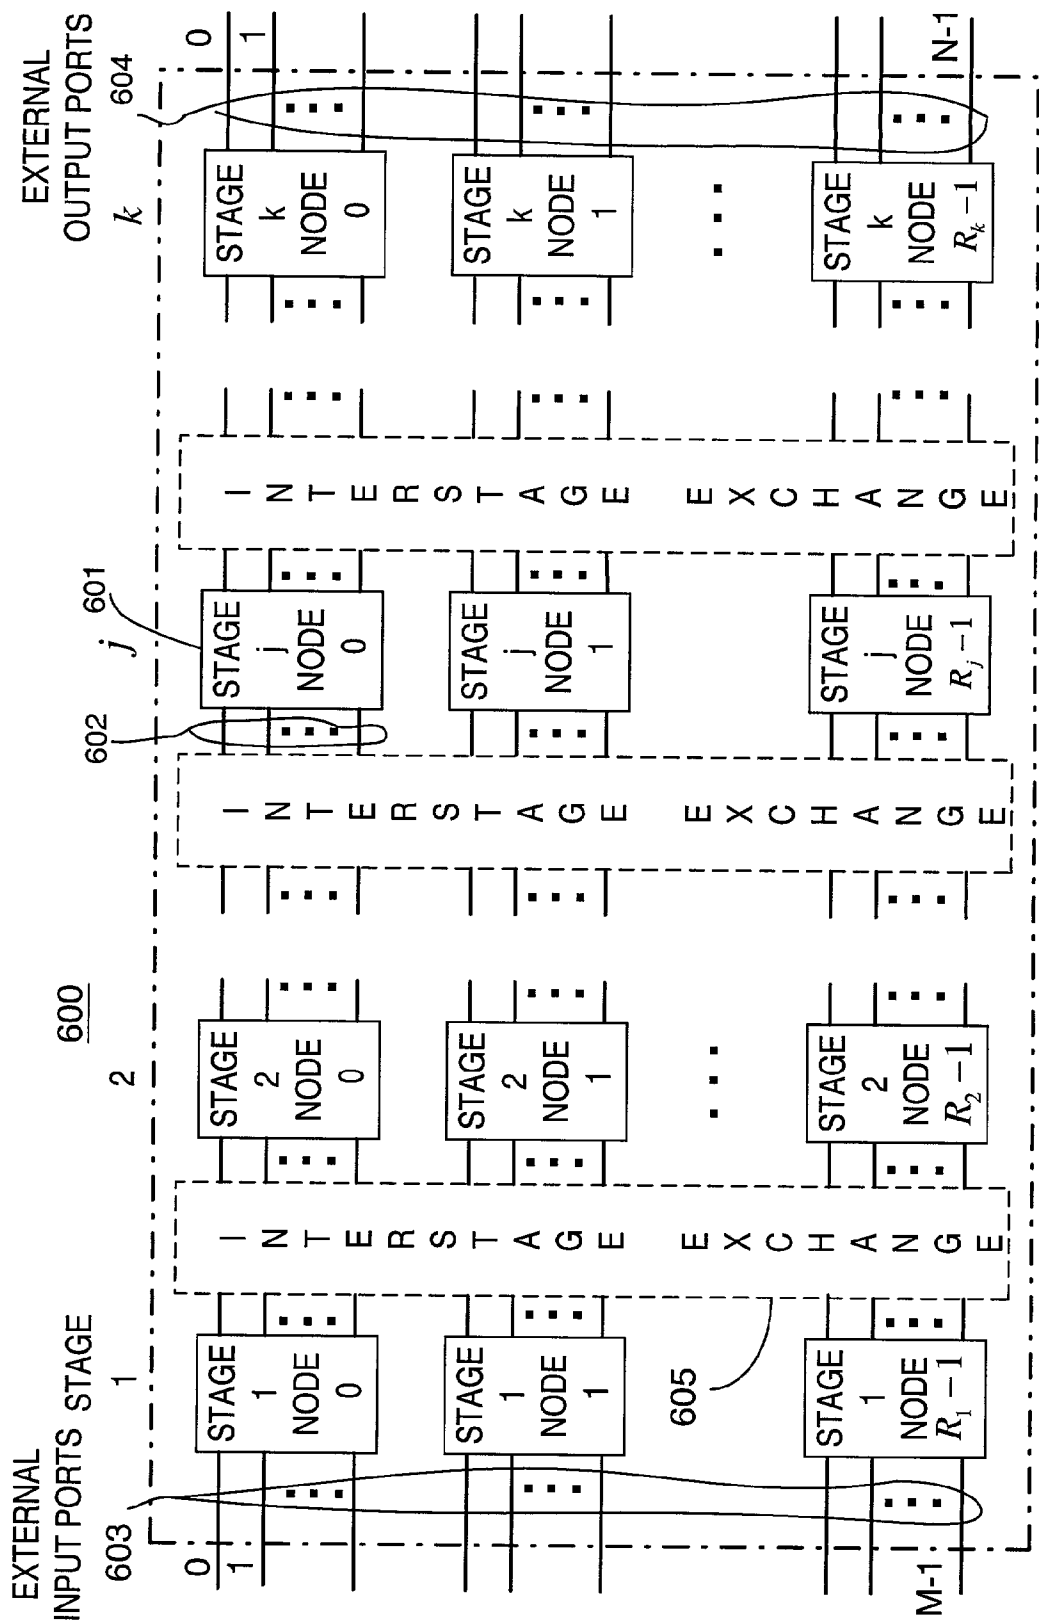 EXTERNAL
INPUT PORTS
603
0
1
M-1
STAGE
1
STAGE
1
NODE
0
STAGE
1
NODE
1
STAGE
1
NODE
R₁−1
605
INTERSTAGE EXCHANGE
600
2
STAGE
2
NODE
0
STAGE
2
NODE
1
STAGE
2
NODE
R₂−1
INTERSTAGE EXCHANGE
602
j
601
STAGE
j
NODE
0
STAGE
j
NODE
1
STAGE
j
NODE
Rⱼ−1
INTERSTAGE EXCHANGE
k
STAGE
k
NODE
0
STAGE
k
NODE
1
STAGE
k
NODE
Rₖ−1
EXTERNAL
OUTPUT PORTS
604
0
1
N-1